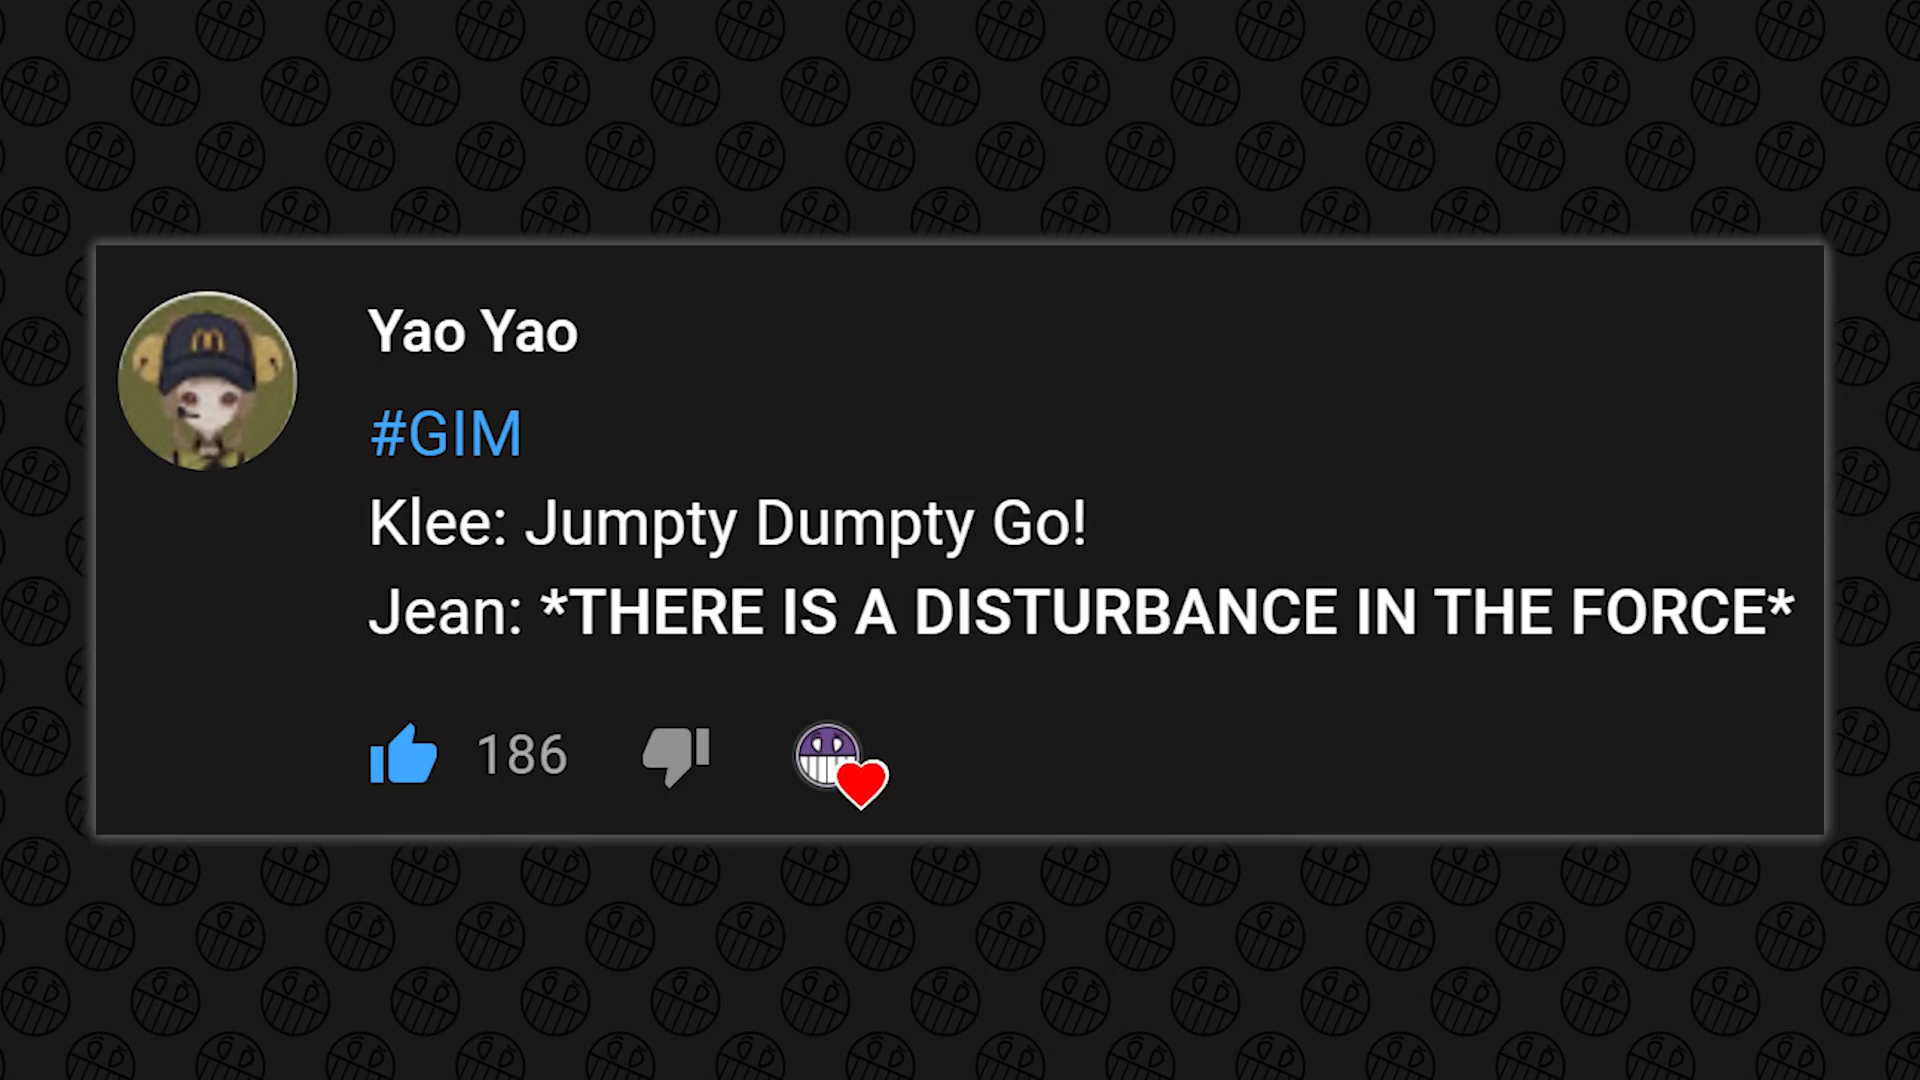 Yao Yao
#GIM
Klee: Jumpty Dumpty Go!
Jean: *THERE IS A DISTURBANCE IN THE FORCE*
186